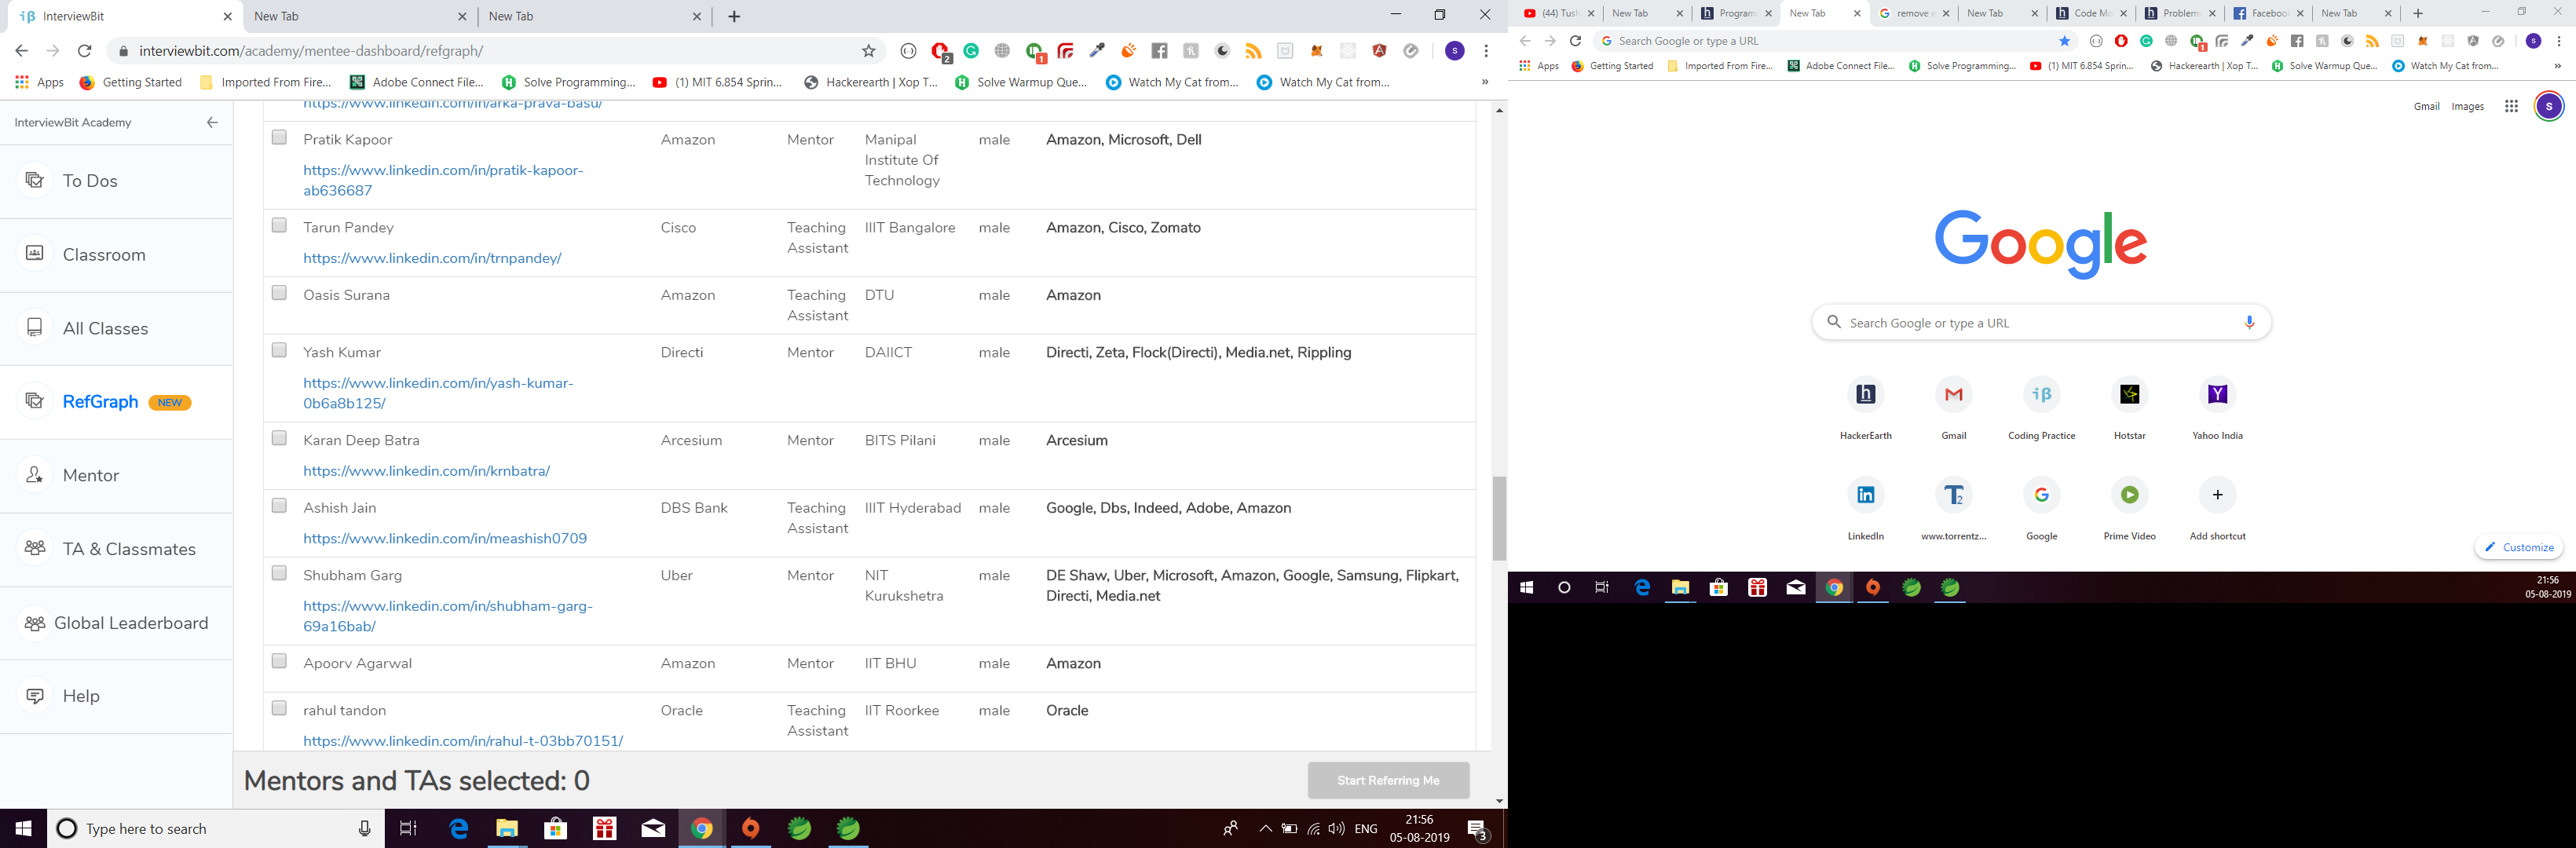 InterviewBit
New Tab
New Tab
interviewbit.com/academy/mentee-dashboard/refgraph/
Apps
Getting Started
Imported From Fire...
Adobe Connect File...
Solve Programming...
(1) MIT 6.854 Sprin...
Hackerearth | Xop T...
Solve Warmup Que...
Watch My Cat from...
Watch My Cat from...
InterviewBit Academy
To Dos
Classroom
All Classes
RefGraph NEW
Mentor
TA & Classmates
Global Leaderboard
Help
https://www.linkedin.com/in/arka-prava-basu/
Pratik Kapoor Amazon Mentor Manipal male Amazon, Microsoft, Dell
Institute Of
https://www.linkedin.com/in/pratik-kapoor- Technology
ab636687
Tarun Pandey Cisco Teaching IIIT Bangalore male Amazon, Cisco, Zomato
Assistant
https://www.linkedin.com/in/trnpandey/
Oasis Surana Amazon Teaching DTU male Amazon
Assistant
Yash Kumar Directi Mentor DAIICT male Directi, Zeta, Flock(Directi), Media.net, Rippling
https://www.linkedin.com/in/yash-kumar-
0b6a8b125/
Karan Deep Batra Arcesium Mentor BITS Pilani male Arcesium
https://www.linkedin.com/in/krnbatra/
Ashish Jain DBS Bank Teaching IIIT Hyderabad male Google, Dbs, Indeed, Adobe, Amazon
Assistant
https://www.linkedin.com/in/meashish0709
Shubham Garg Uber Mentor NIT male DE Shaw, Uber, Microsoft, Amazon, Google, Samsung, Flipkart,
Kurukshetra Directi, Media.net
https://www.linkedin.com/in/shubham-garg-
69a16bab/
Apoorv Agarwal Amazon Mentor IIT BHU male Amazon
rahul tandon Oracle Teaching IIT Roorkee male Oracle
Assistant
https://www.linkedin.com/in/rahul-t-03bb70151/
Mentors and TAs selected: 0
Start Referring Me
Type here to search
ENG
21:56
05-08-2019
3
(44) Tush
New Tab
Program
New Tab
remove
New Tab
Code Mo
Problem
Facebook
New Tab
Search Google or type a URL
Apps
Getting Started
Imported From Fire...
Adobe Connect File...
Solve Programming...
(1) MIT 6.854 Sprin...
Hackerearth | Xop T...
Solve Warmup Que...
Watch My Cat from...
Gmail Images
S
Google
Search Google or type a URL
HackerEarth
Gmail
Coding Practice
Hotstar
Yahoo India
LinkedIn
www.torrentz...
Google
Prime Video
Add shortcut
Customize
21:56
05-08-2019